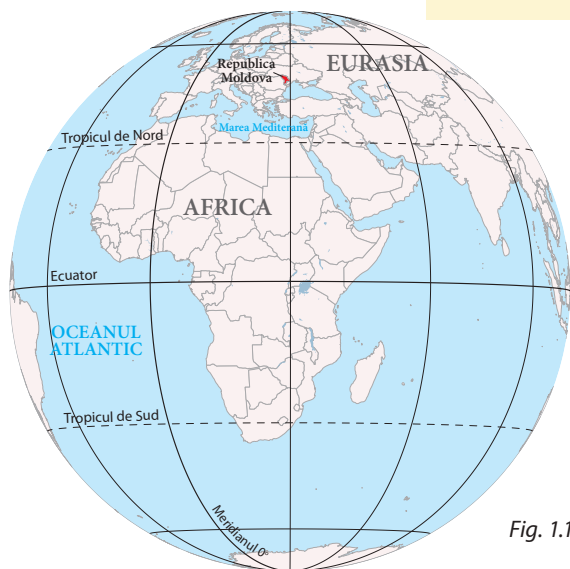 Republica
Moldova
EURASIA
Marea Mediterană
Tropicul de Nord
AFRICA
Ecuator
OCEANUL
ATLANTIC
Tropicul de Sud
Meridianul 0°
Fig. 1.1